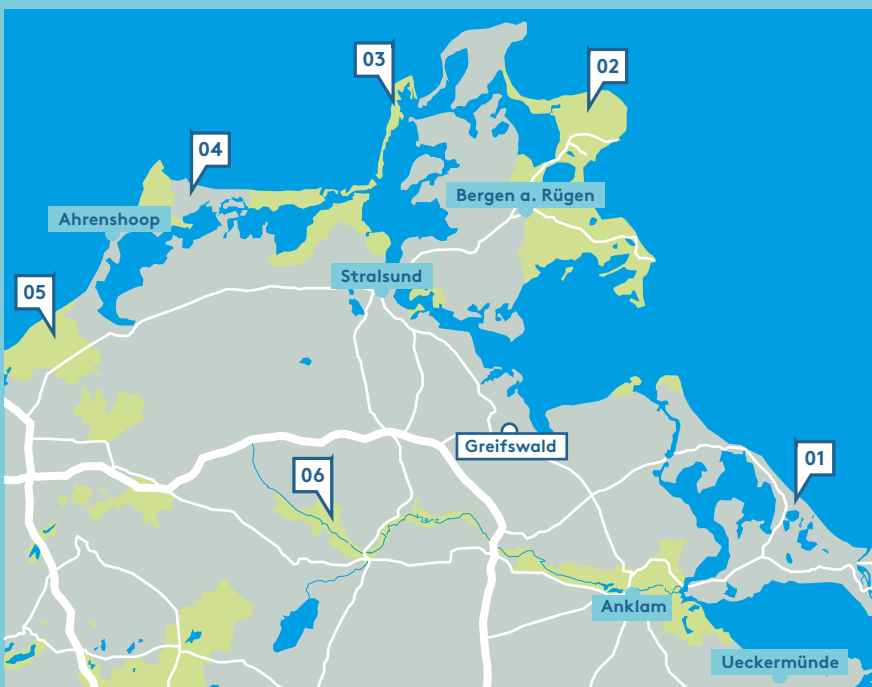 03
02
04
Bergen a. Rügen
Ahrenshoop
Stralsund
05
Greifswald
01
06
Anklam
Ueckermünde